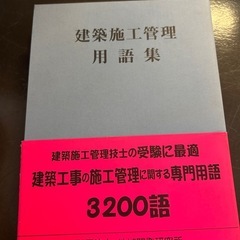 建築施工管理
用語集
建築施工管理技士の受験に最適
建築工事の施工管理に関する専門用語
3200語